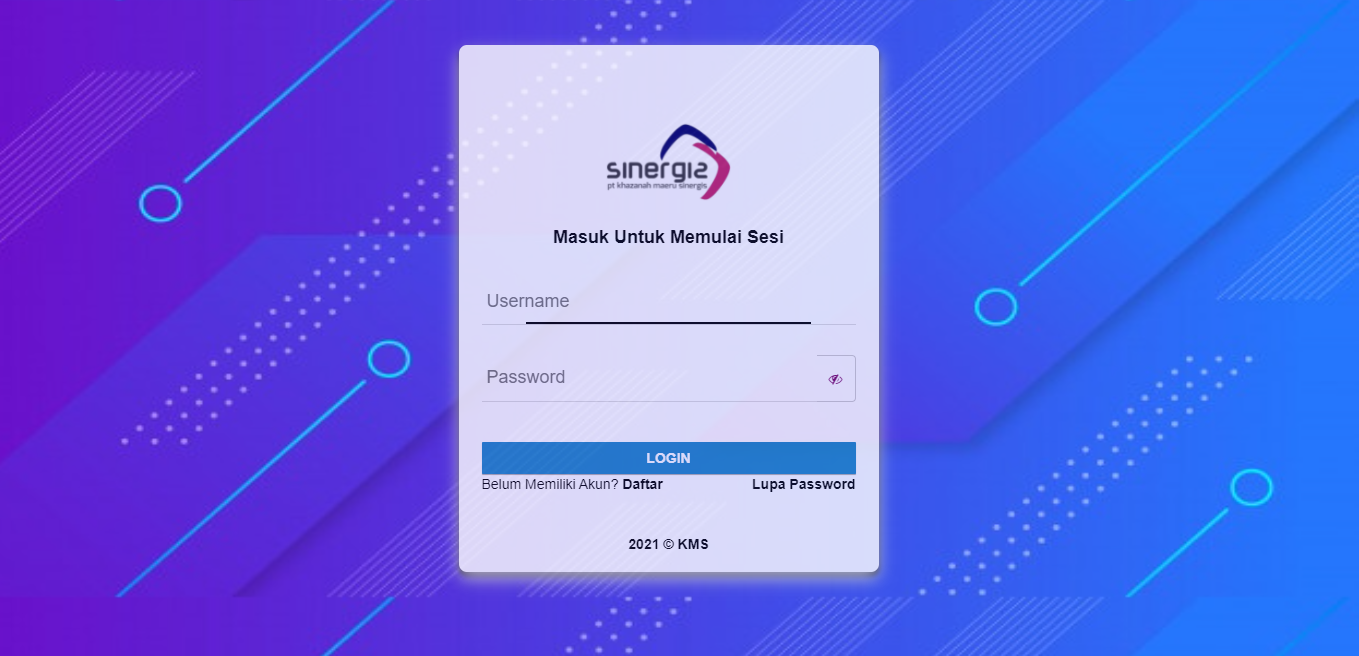 sinergis
pt khazanah maeru sinergis
Masuk Untuk Memulai Sesi
Username
Password
LOGIN
Belum Memiliki Akun? Daftar
Lupa Password
2021 © KMS